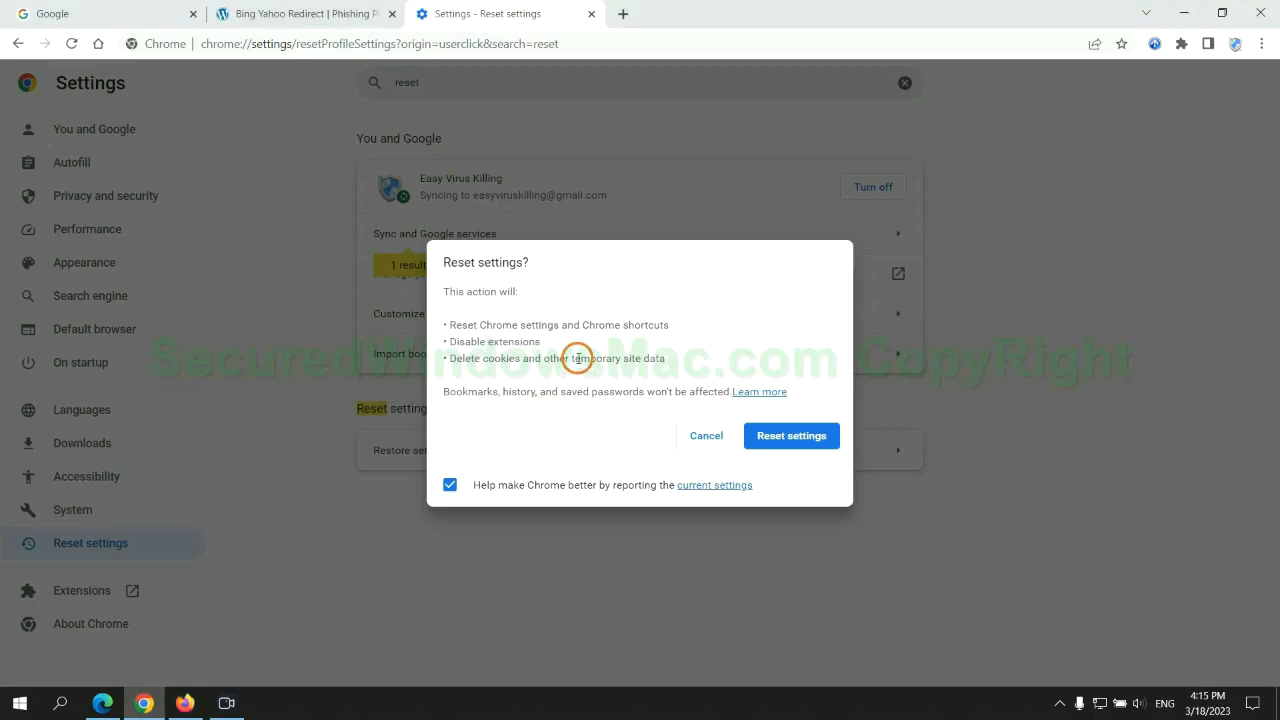 Google
Bing Yahoo Redirect | Phishing P
Settings - Reset settings
Chrome
chrome://settings/resetProfileSettings?origin=userclick&search=reset
Settings
reset
You and Google
Autofill
Privacy and security
Performance
Appearance
Search engine
Default browser
On startup
Languages
Downloads
Accessibility
System
Reset settings
Extensions
About Chrome
You and Google
Easy Virus Killing
Syncing to easyviruskilling@gmail.com
Turn off
Sync and Google services
1 result
Customize
Import boo
Reset setting
Restore set
Reset settings?
This action will:
• Reset Chrome settings and Chrome shortcuts
• Disable extensions
• Delete cookies and other temporary site data
Bookmarks, history, and saved passwords won't be affected. Learn more
Cancel
Reset settings
Help make Chrome better by reporting the current settings
SecuredWindowsMac.com CopyRight
ENG
4:15 PM
3/18/2023